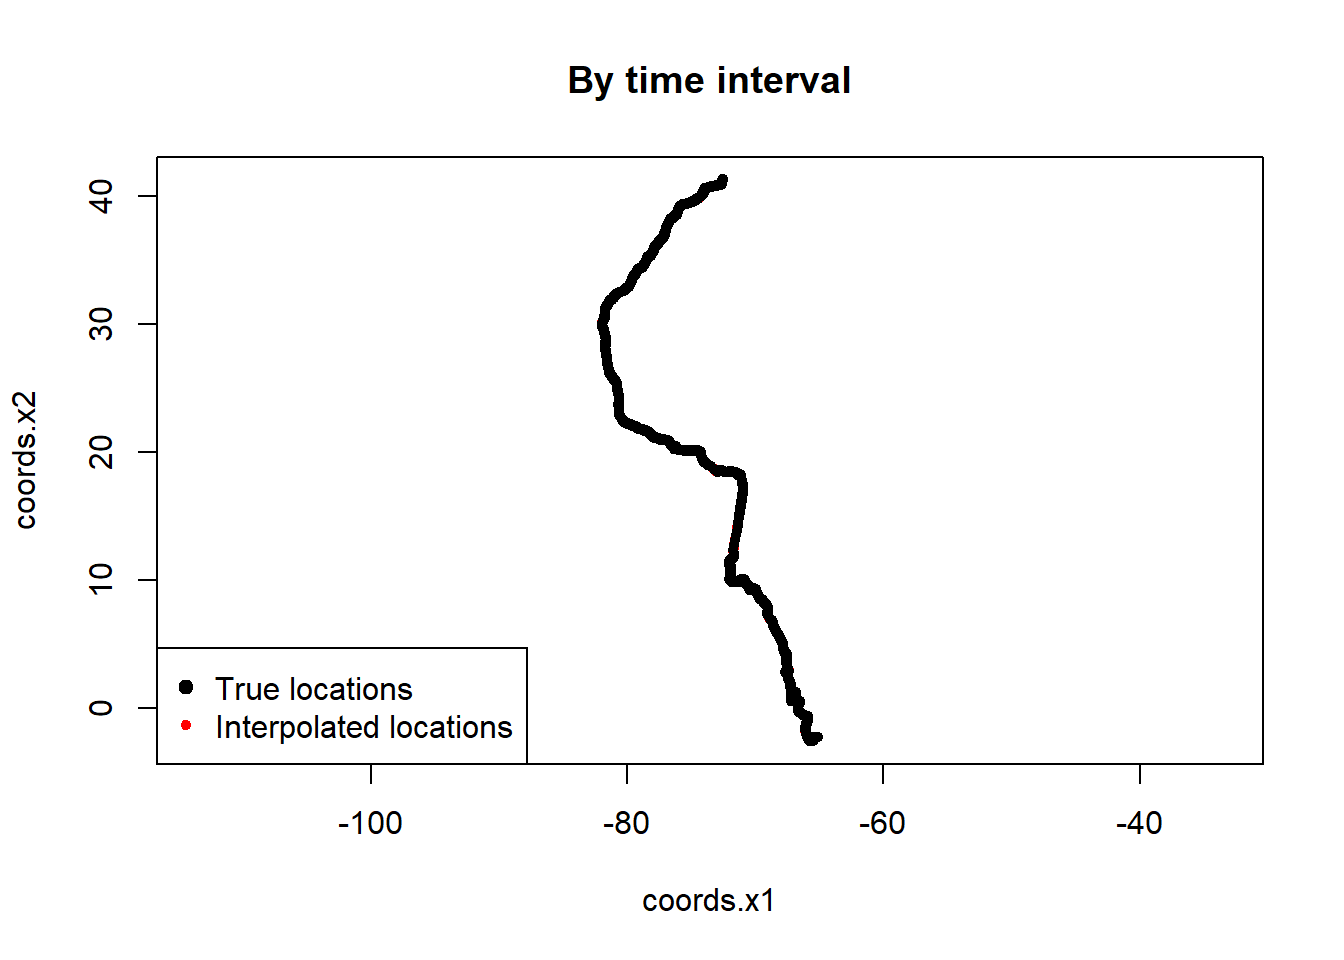 By time interval
coords.x2
40
30
20
10
0
True locations
Interpolated locations
-100
-80
-60
-40
coords.x1